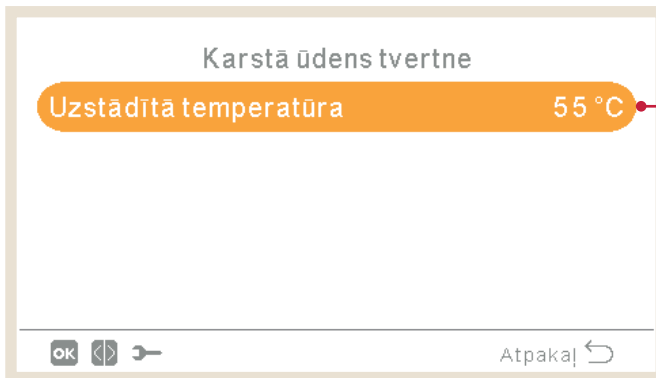 Karstā ūdens tvertne
Uzstādītā temperatūra 55 °C
OK Atpakaļ